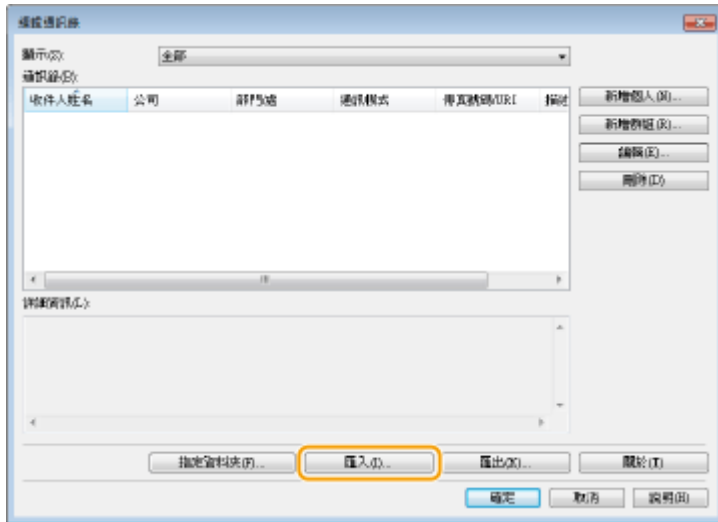 編輯通訊錄
顯示(S):
全部
通訊錄(B):
收件人姓名 公司 部門/處 通訊模式 傳真號碼/URI 描述
新增個人(N)...
新增群組(R)...
編輯(E)...
刪除(D)
詳細資訊(L):
指定資料夾(F)... 匯入(I)... 匯出(X)... 關於(T)
確定 取消 說明(H)